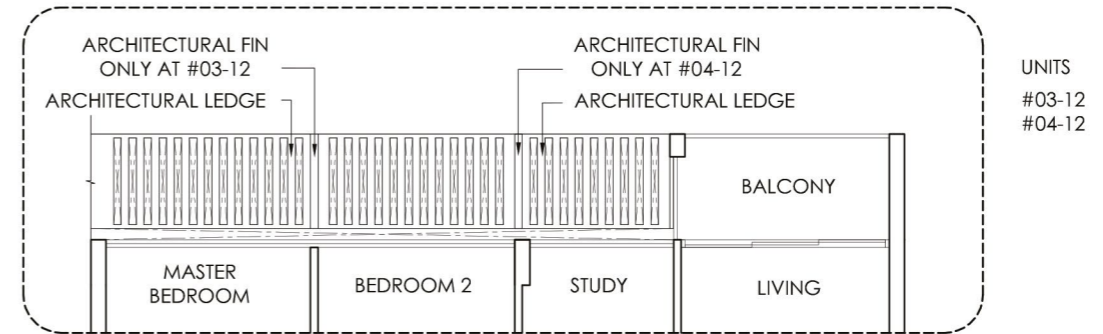 ARCHITECTURAL FIN
ONLY AT #03-12
ARCHITECTURAL LEDGE
ARCHITECTURAL FIN
ONLY AT #04-12
ARCHITECTURAL LEDGE
UNITS
#03-12
#04-12
BALCONY
MASTER
BEDROOM
BEDROOM 2
STUDY
LIVING